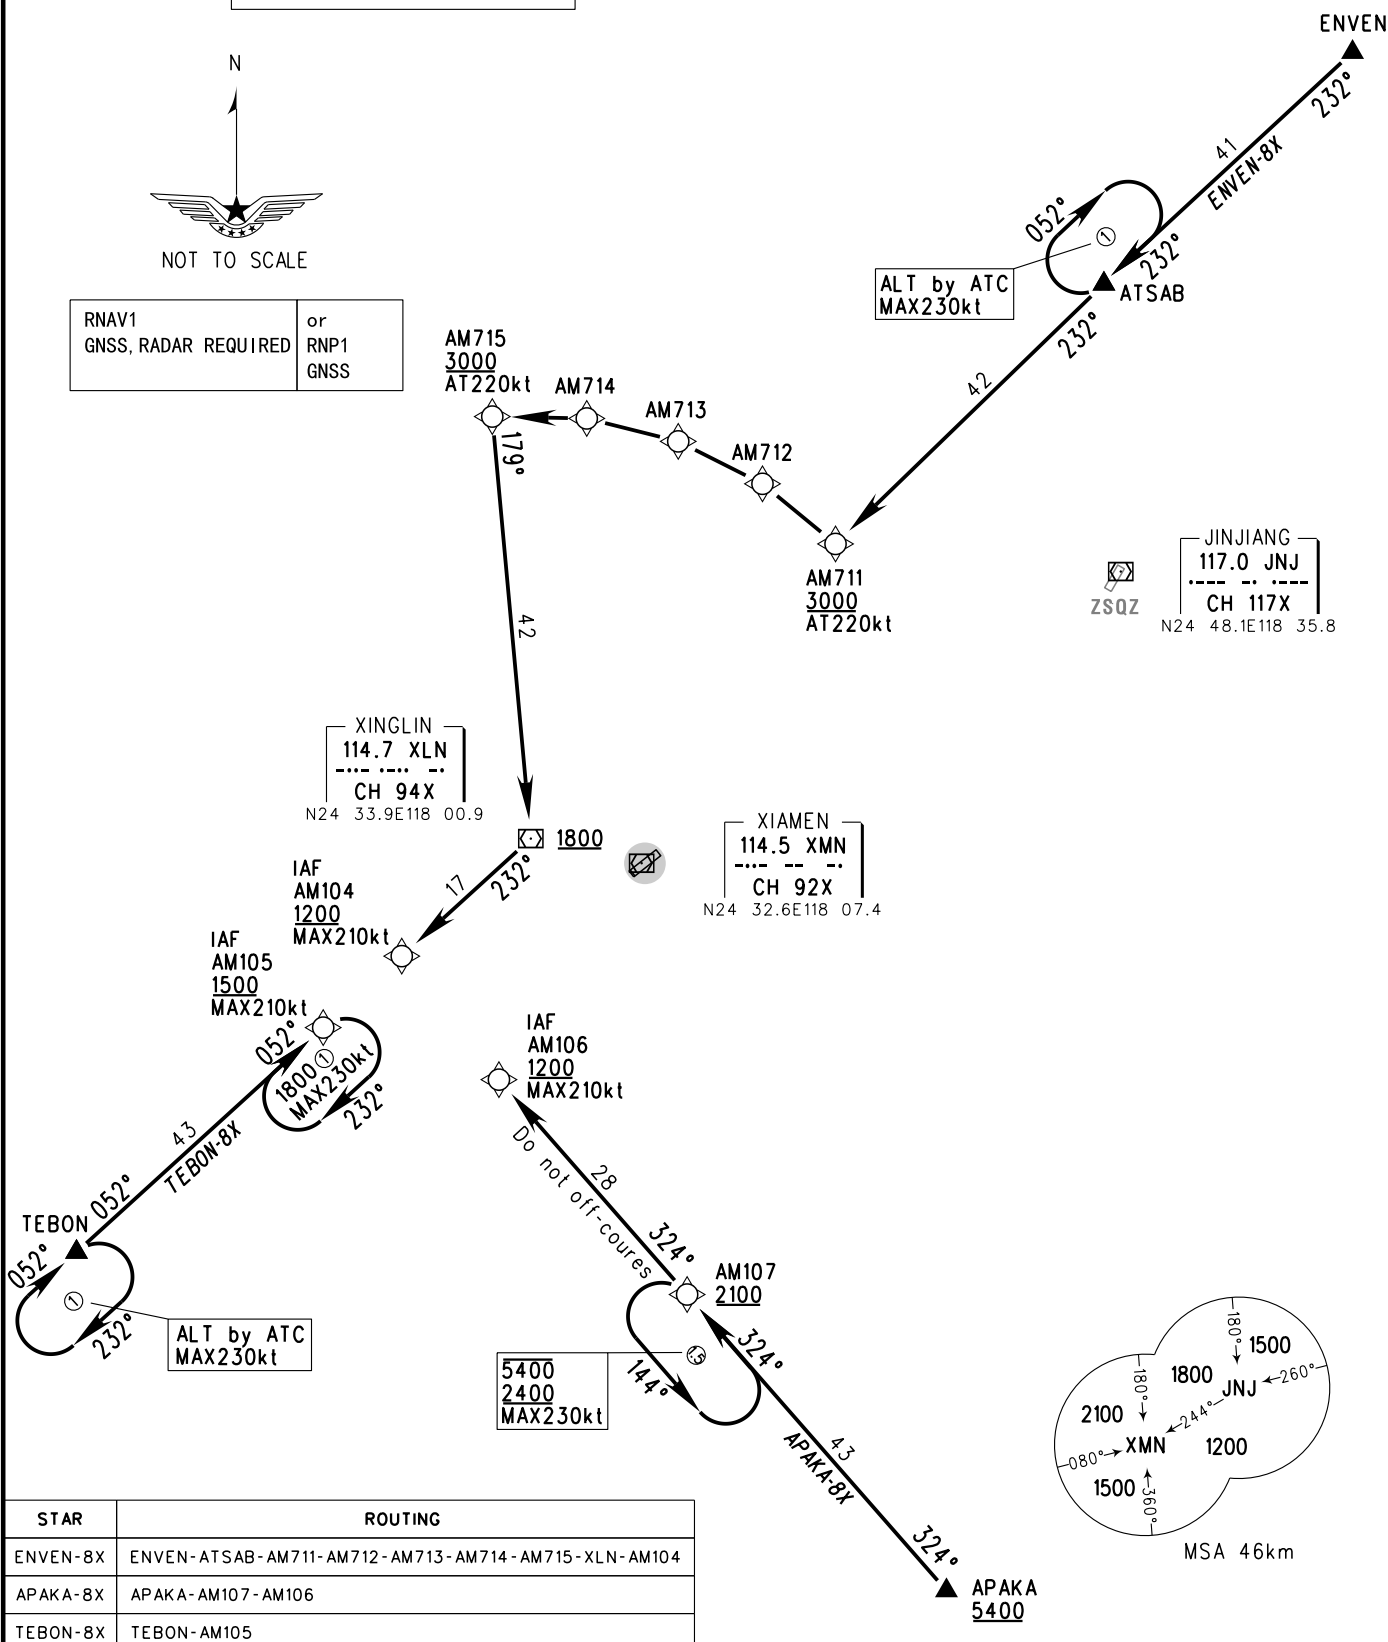 ENVEN
232°
41
ENVEN-8X
N
NOT TO SCALE
052°
1
232°
ALT by ATC
MAX230kt
ATSAB
232°
42
RNAV1
GNSS, RADAR REQUIRED
or
RNP1
GNSS
AM715
3000
AT220kt
AM714
AM713
AM712
179°
AM711
3000
AT220kt
42
ZSQZ
JINJIANG
117.0 JNJ
·--- -· ·---
CH 117X
N24 48.1E118 35.8
XINGLIN
114.7 XLN
-··- ·-·· -·
CH 94X
N24 33.9E118 00.9
1800
XIAMEN
114.5 XMN
-··- -- -·
CH 92X
N24 32.6E118 07.4
17
232°
IAF
AM104
1200
MAX210kt
IAF
AM105
1500
MAX210kt
052°
1800 1
MAX230kt
232°
43
TEBON-8X
052°
TEBON
052°
1
232°
ALT by ATC
MAX230kt
IAF
AM106
1200
MAX210kt
28
Do not off-coures
324°
AM107
2100
324°
1.5
144°
5400
2400
MAX230kt
43
APAKA-8X
324°
APAKA
5400
180°
1500
1800
JNJ
260°
180°
2100
244°
XMN
1200
080°
1500
360°
MSA 46km
STAR ROUTING
ENVEN-8X ENVEN-ATSAB-AM711-AM712-AM713-AM714-AM715-XLN-AM104
APAKA-8X APAKA-AM107-AM106
TEBON-8X TEBON-AM105